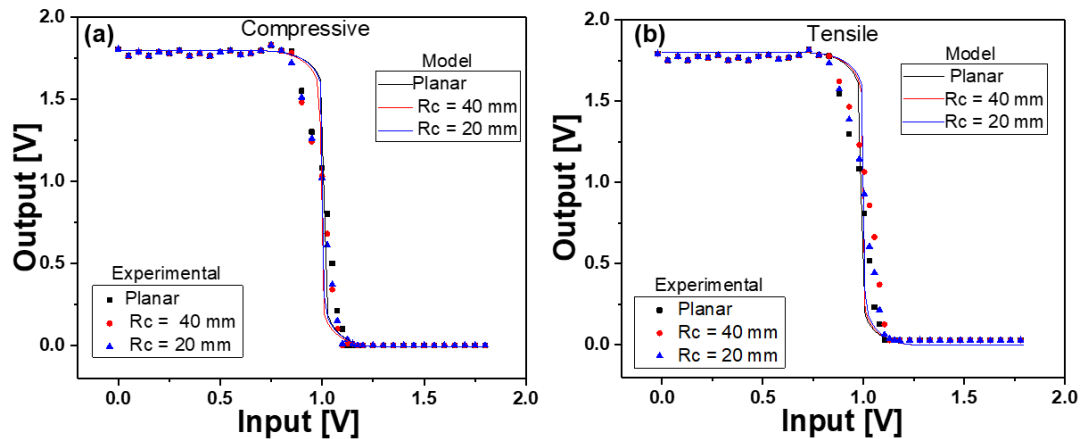 (a)
Compressive
Model
Planar
Rc = 40 mm
Rc = 20 mm
Experimental
Planar
Rc = 40 mm
Rc = 20 mm
Output [V]
2.0
1.5
1.0
0.5
0.0
0.0 0.5 1.0 1.5 2.0
Input [V]
(b)
Tensile
Model
Planar
Rc = 40 mm
Rc = 20 mm
Experimental
Planar
Rc = 40 mm
Rc = 20 mm
Output [V]
2.0
1.5
1.0
0.5
0.0
0.0 0.5 1.0 1.5 2.0
Input [V]